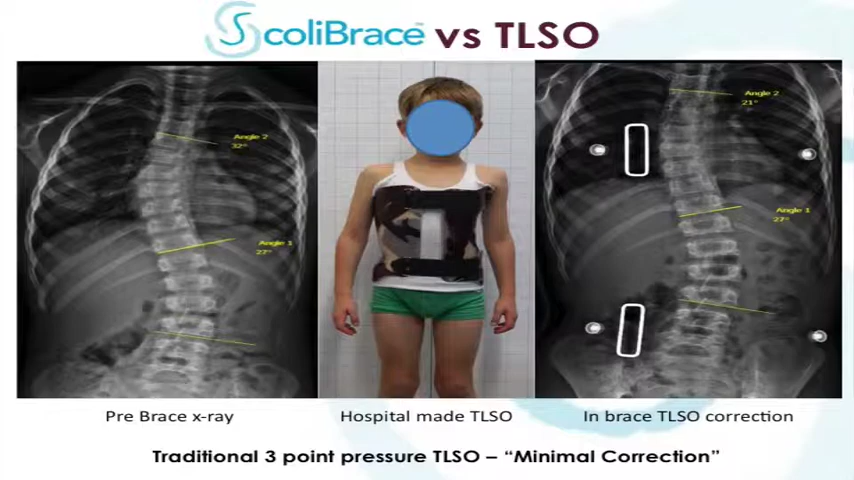 ScoliBrace™ vs TLSO
Angle 2
32°
Angle 1
27°
Angle 2
21°
Angle 1
27°
Pre Brace x-ray
Hospital made TLSO
In brace TLSO correction
Traditional 3 point pressure TLSO – “Minimal Correction”